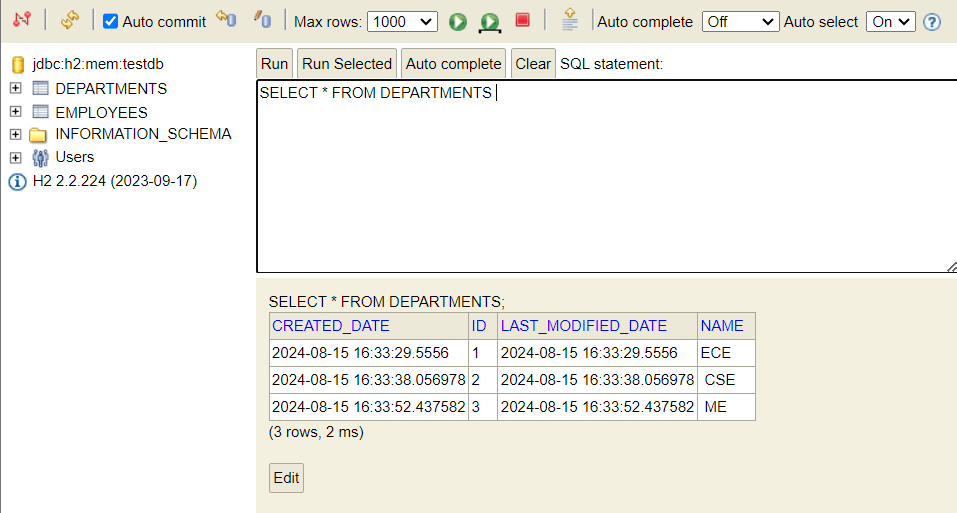 Auto commit Max rows: 1000 Auto complete Off Auto select On
jdbc:h2:mem:testdb
DEPARTMENTS
EMPLOYEES
INFORMATION_SCHEMA
Users
H2 2.2.224 (2023-09-17)
Run Run Selected Auto complete Clear SQL statement:
SELECT * FROM DEPARTMENTS
SELECT * FROM DEPARTMENTS;
CREATED_DATE ID LAST_MODIFIED_DATE NAME
2024-08-15 16:33:29.5556 1 2024-08-15 16:33:29.5556 ECE
2024-08-15 16:33:38.056978 2 2024-08-15 16:33:38.056978 CSE
2024-08-15 16:33:52.437582 3 2024-08-15 16:33:52.437582 ME
(3 rows, 2 ms)
Edit